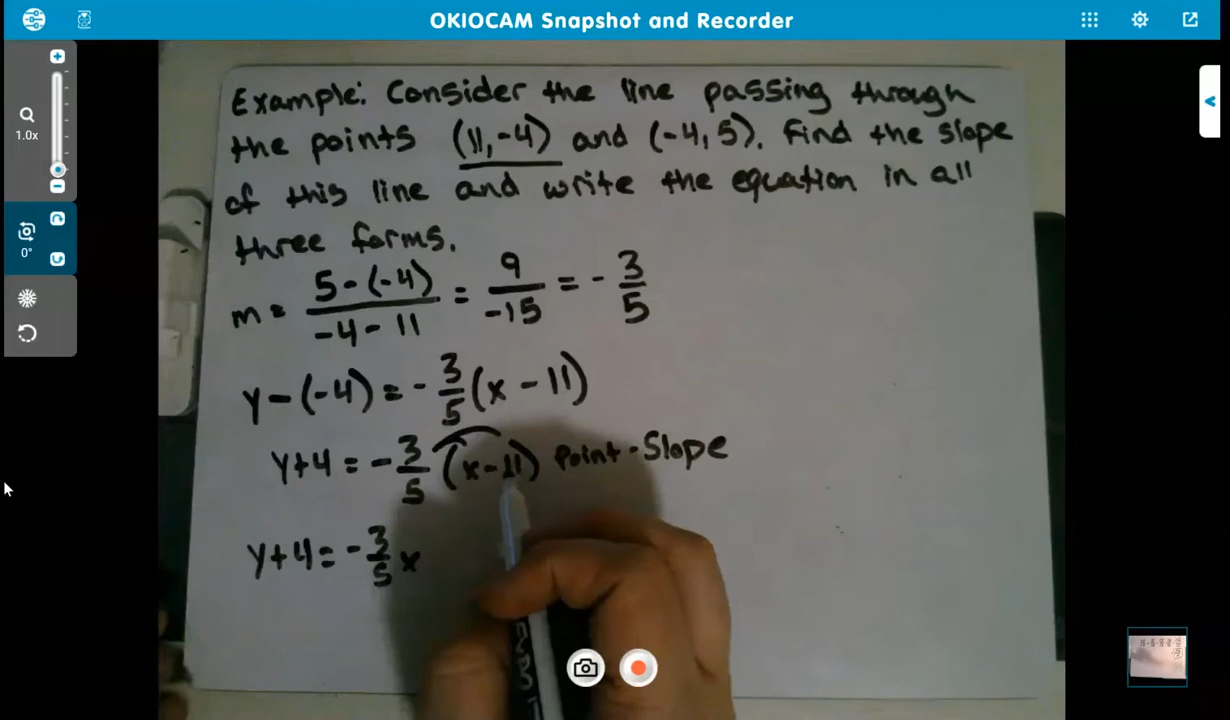 OKIOCAM Snapshot and Recorder
1.0x
0°
Example: Consider the line passing through
the points (11,-4) and (-4,5). Find the slope
of this line and write the equation in all
three forms.
m = 5-(-4)/-4-11 = 9/-15 = - 3/5
y-(-4) = - 3/5 (x-11)
y+4 = - 3/5 (x-11) Point-Slope
y+4 = - 3/5 x